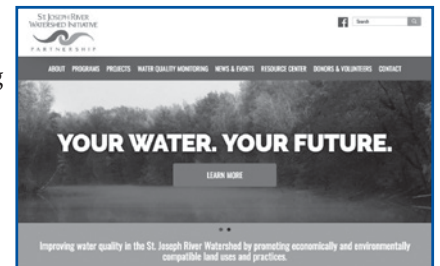 g
ST. JOSEPH RIVER
WATERSHED INITIATIVE
PARTNERSHIP
Search
ABOUT PROGRAMS PROJECTS WATER QUALITY MONITORING NEWS & EVENTS RESOURCE CENTER DONORS & VOLUNTEERS CONTACT
YOUR WATER. YOUR FUTURE.
LEARN MORE
Improving water quality in the St. Joseph River Watershed by promoting economically and environmentally
compatible land uses and practices.